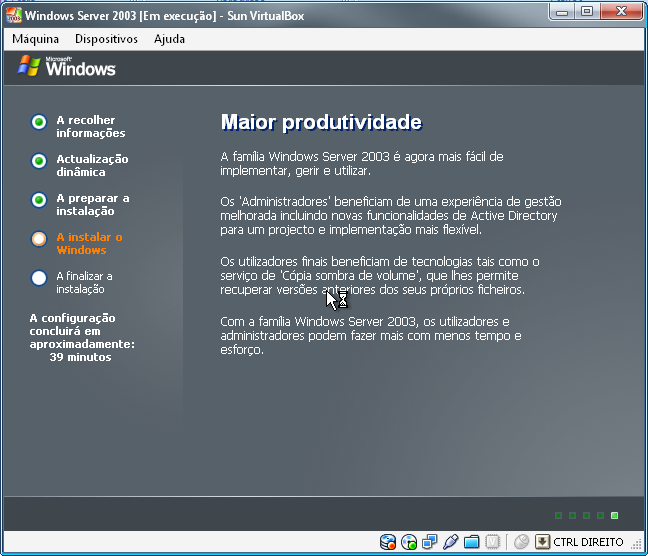 Windows Server 2003 [Em execução] - Sun VirtualBox
Máquina Dispositivos Ajuda
Microsoft
Windows
A recolher
informações
Actualização
dinâmica
A preparar a
instalação
A instalar o
Windows
A finalizar a
instalação
A configuração
concluirá em
aproximadamente:
39 minutos
Maior produtividade
A família Windows Server 2003 é agora mais fácil de
implementar, gerir e utilizar.
Os 'Administradores' beneficiam de uma experiência de gestão
melhorada incluindo novas funcionalidades de Active Directory
para um projecto e implementação mais flexível.
Os utilizadores finais beneficiam de tecnologias tais como o
serviço de 'Cópia sombra de volume', que lhes permite
recuperar versões anteriores dos seus próprios ficheiros.
Com a família Windows Server 2003, os utilizadores e
administradores podem fazer mais com menos tempo e
esforço.
CTRL DIREITO